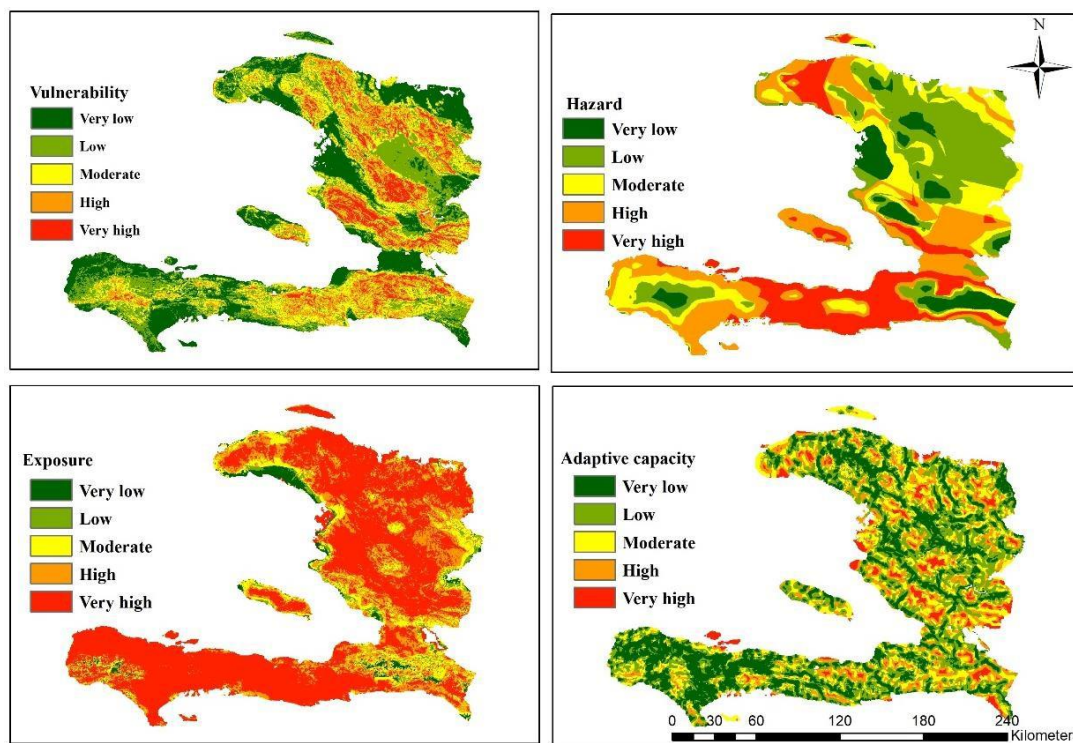 Vulnerability
Very low
Low
Moderate
High
Very high
N
Hazard
Very low
Low
Moderate
High
Very high
Exposure
Very low
Low
Moderate
High
Very high
Adaptive capacity
Very low
Low
Moderate
High
Very high
0 30 60 120 180 240
Kilometer